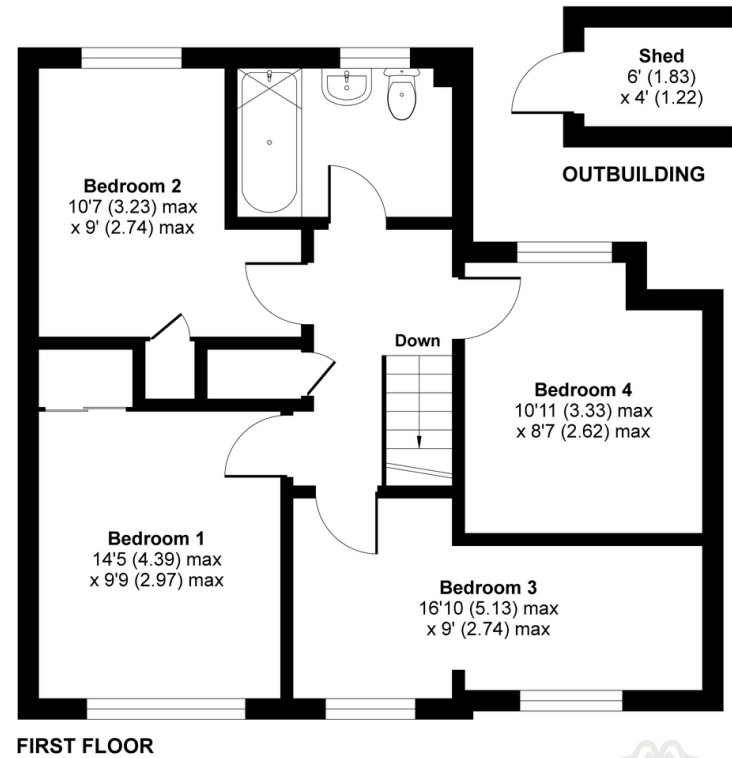 Shed
6' (1.83)
x 4' (1.22)
OUTBUILDING
Bedroom 2
10'7 (3.23) max
x 9' (2.74) max
Down
Bedroom 4
10'11 (3.33) max
x 8'7 (2.62) max
Bedroom 1
14'5 (4.39) max
x 9'9 (2.97) max
Bedroom 3
16'10 (5.13) max
x 9' (2.74) max
FIRST FLOOR